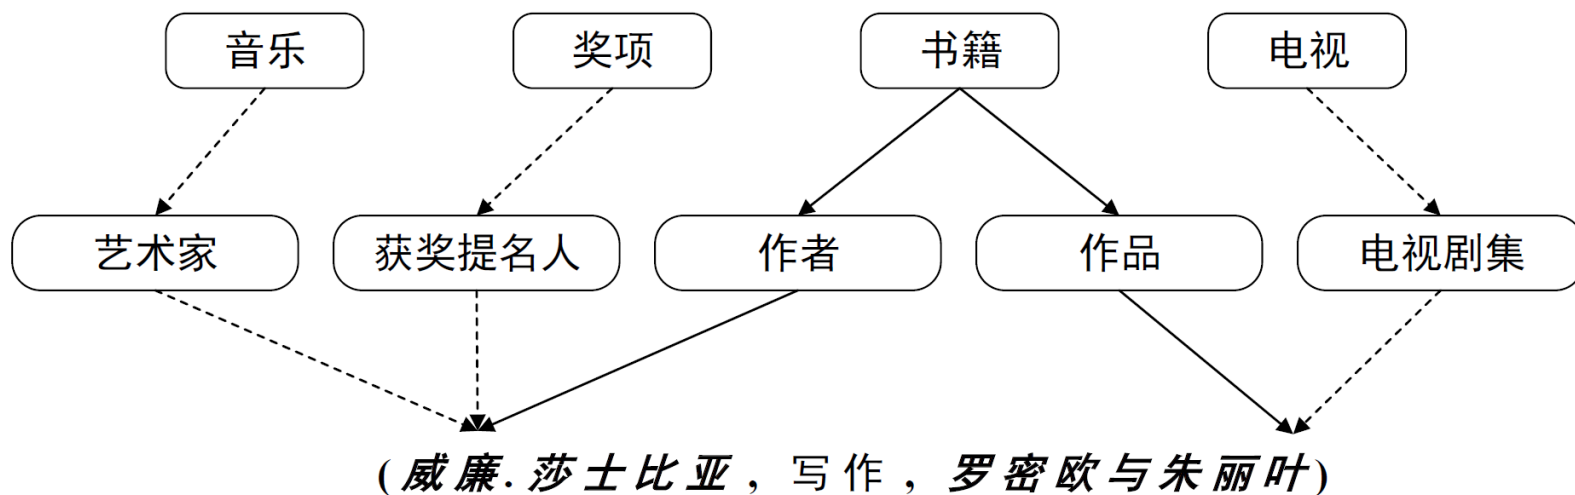 音乐 奖项 书籍 电视
艺术家 获奖提名人 作者 作品 电视剧集
(威廉.莎士比亚, 写作, 罗密欧与朱丽叶)